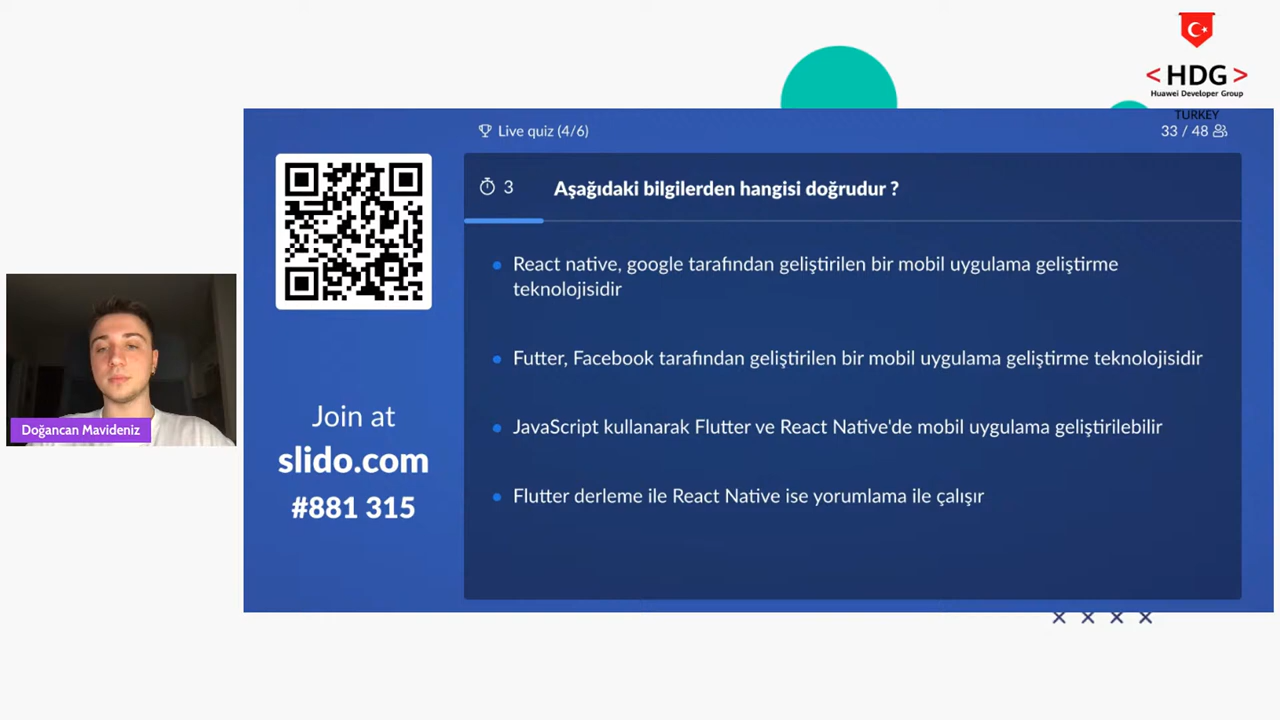 <HDG>
Huawei Developer Group
TURKEY
Live quiz (4/6)
33 / 48
3
Aşağıdaki bilgilerden hangisi doğrudur ?
React native, google tarafından geliştirilen bir mobil uygulama geliştirme
teknolojisidir
Futter, Facebook tarafından geliştirilen bir mobil uygulama geliştirme teknolojisidir
JavaScript kullanarak Flutter ve React Native'de mobil uygulama geliştirilebilir
Flutter derleme ile React Native ise yorumlama ile çalışır
Join at
slido.com
#881 315
Doğancan Mavideniz